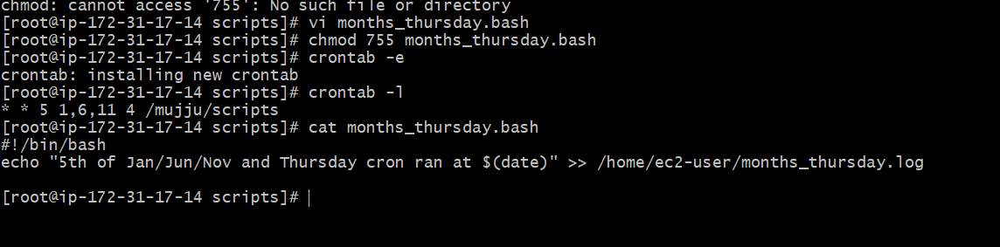 chmod: cannot access '755': No such file or directory
[root@ip-172-31-17-14 scripts]# vi months_thursday.bash
[root@ip-172-31-17-14 scripts]# chmod 755 months_thursday.bash
[root@ip-172-31-17-14 scripts]# crontab -e
crontab: installing new crontab
[root@ip-172-31-17-14 scripts]# crontab -l
* * 5 1,6,11 4 /mujju/scripts
[root@ip-172-31-17-14 scripts]# cat months_thursday.bash
#!/bin/bash
echo "5th of Jan/Jun/Nov and Thursday cron ran at $(date)" >> /home/ec2-user/months_thursday.log
[root@ip-172-31-17-14 scripts]#